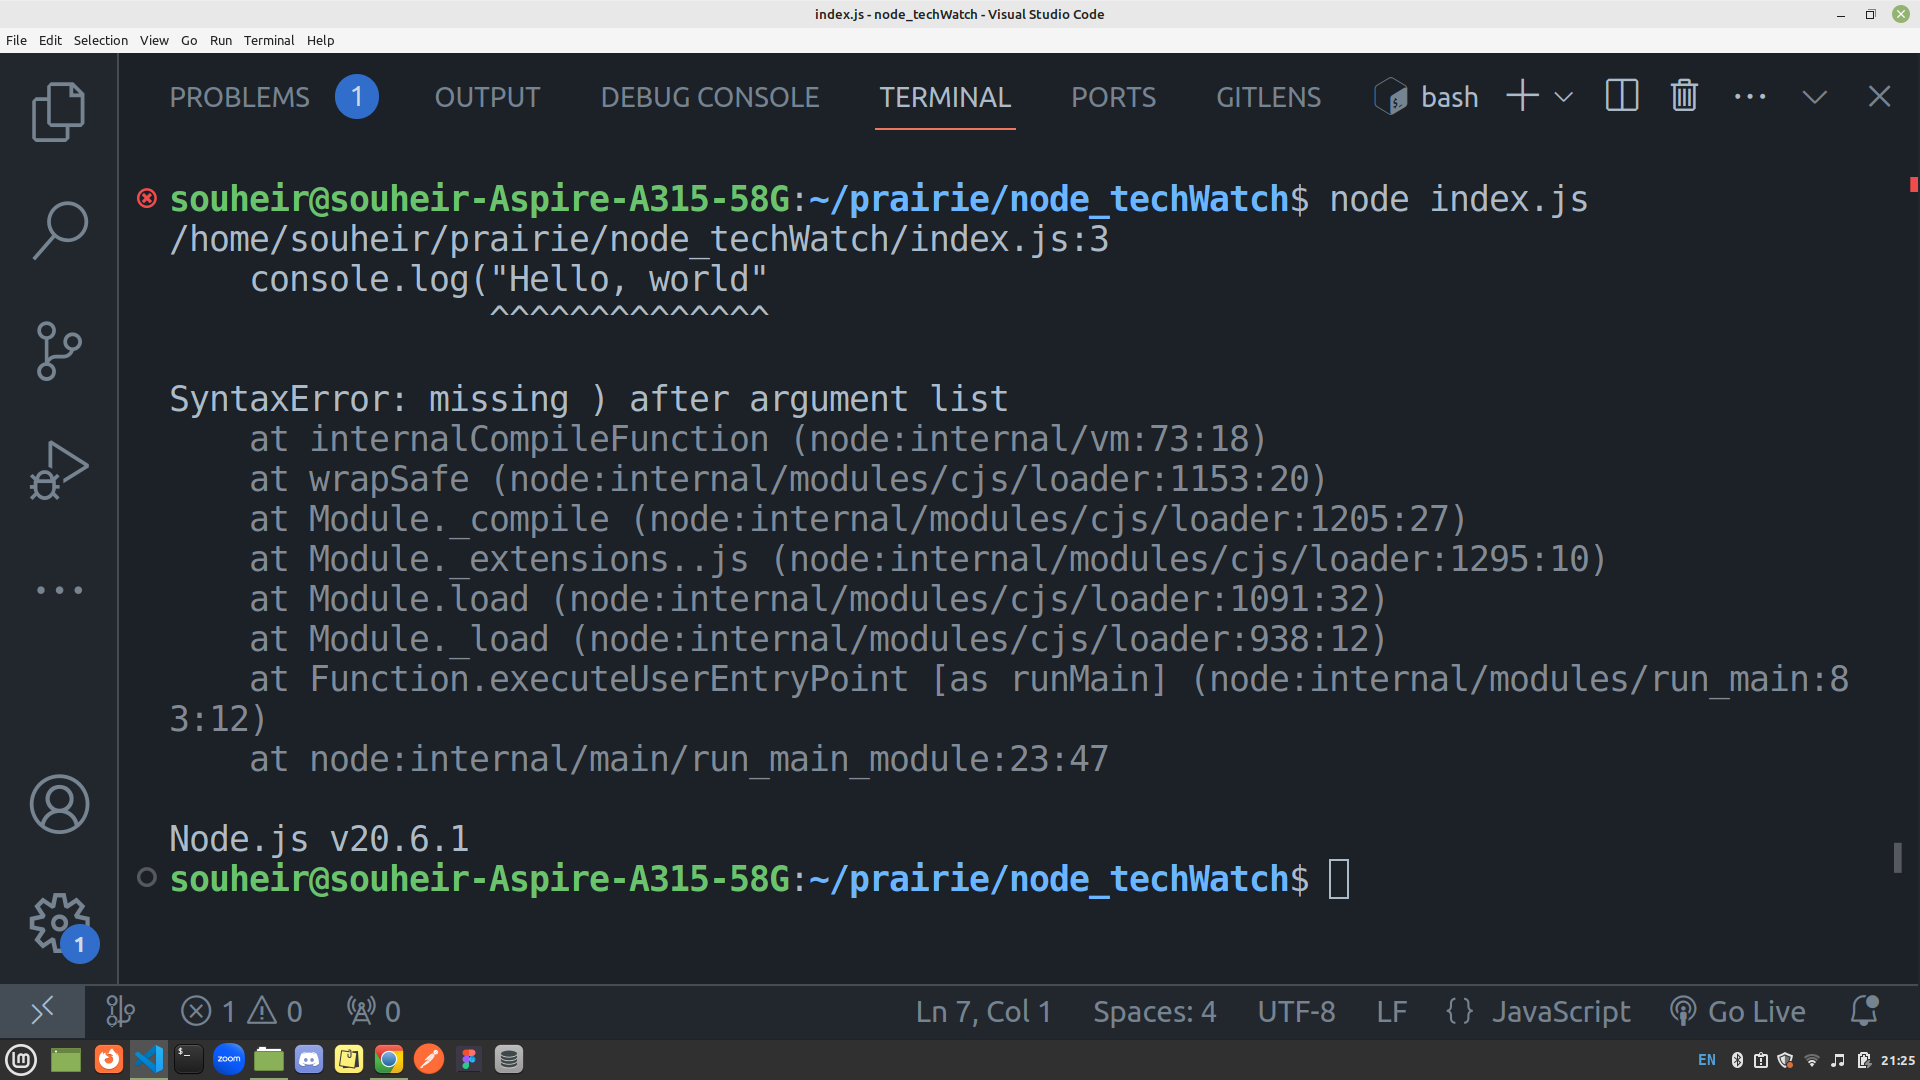 index.js - node_techWatch - Visual Studio Code
File Edit Selection View Go Run Terminal Help
PROBLEMS 1 OUTPUT DEBUG CONSOLE TERMINAL PORTS GITLENS bash
souheir@souheir-Aspire-A315-58G:~/prairie/node_techWatch$ node index.js
/home/souheir/prairie/node_techWatch/index.js:3
    console.log("Hello, world"
                ^^^^^^^^^^^^^^
SyntaxError: missing ) after argument list
    at internalCompileFunction (node:internal/vm:73:18)
    at wrapSafe (node:internal/modules/cjs/loader:1153:20)
    at Module._compile (node:internal/modules/cjs/loader:1205:27)
    at Module._extensions..js (node:internal/modules/cjs/loader:1295:10)
    at Module.load (node:internal/modules/cjs/loader:1091:32)
    at Module._load (node:internal/modules/cjs/loader:938:12)
    at Function.executeUserEntryPoint [as runMain] (node:internal/modules/run_main:8
3:12)
    at node:internal/main/run_main_module:23:47
Node.js v20.6.1
souheir@souheir-Aspire-A315-58G:~/prairie/node_techWatch$
1
1 0 0 Ln 7, Col 1 Spaces: 4 UTF-8 LF {} JavaScript Go Live
zoom EN 21:25